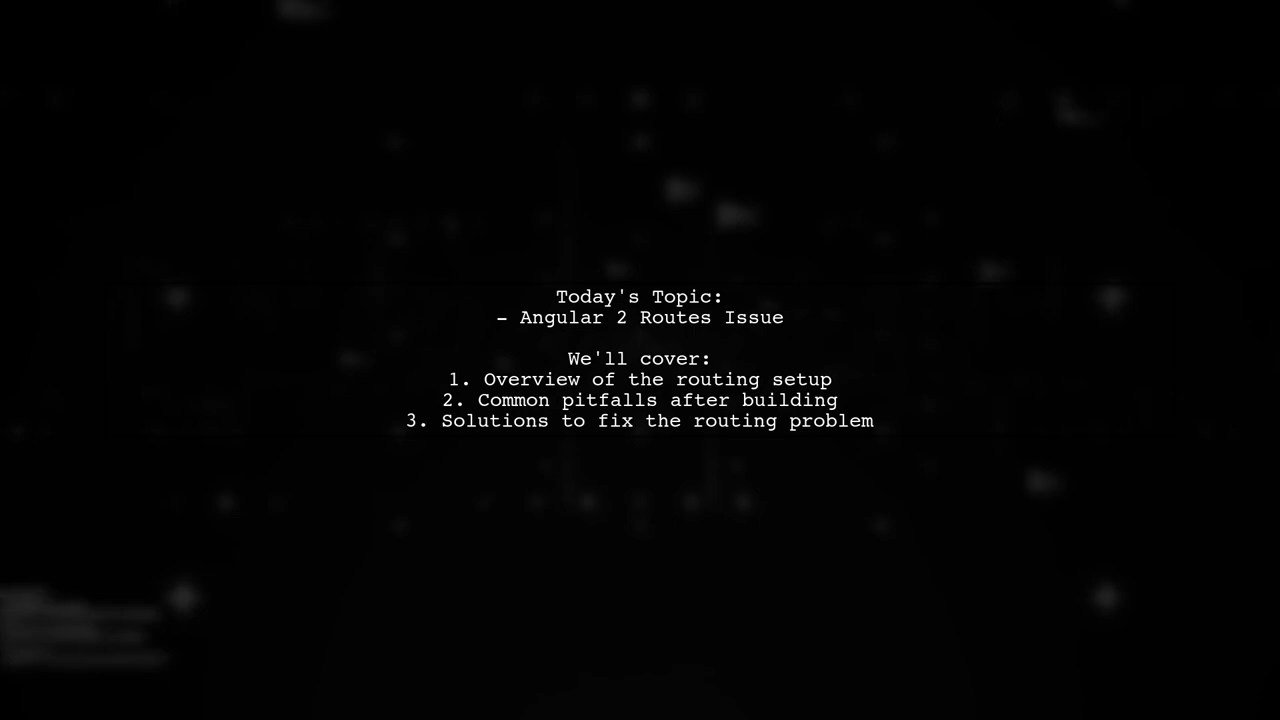 Today's Topic:
- Angular 2 Routes Issue
We'll cover:
1. Overview of the routing setup
2. Common pitfalls after building
3. Solutions to fix the routing problem